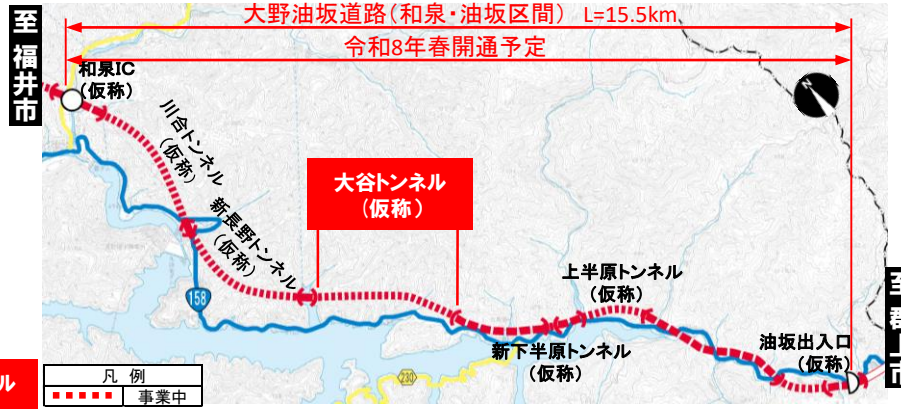 大野油坂道路(和泉・油坂区間) L=15.5km
令和8年春開通予定
至 福井市
和泉IC
(仮称)
川合トンネル
(仮称)
新長野トンネル
(仮称)
大谷トンネル
(仮称)
N
158
上半原トンネル
(仮称)
新下半原トンネル
(仮称)
230
油坂出入口
(仮称)
ル
凡 例
事業中